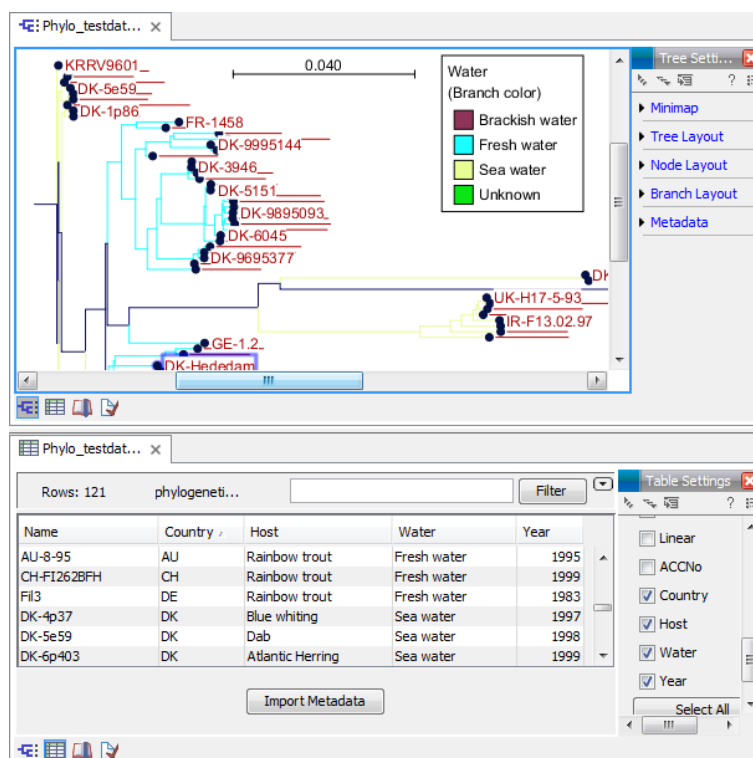 Phylo_testdat...
KRRV9601_
DK-5e59_
DK-1p86_
0.040
FR-1458
DK-9995144
DK-3946
DK-5151
DK-9895093
DK-6045
DK-9695377
UK-H17-5-93
IR-F13.02.97
GE-1.2_
DK-Hededam
Water
(Branch color)
Brackish water
Fresh water
Sea water
Unknown
Tree Setti...
?
Minimap
Tree Layout
Node Layout
Branch Layout
Metadata
Phylo_testdat...
Rows: 121 phylogeneti... Filter
Name Country Host Water Year
AU-8-95 AU Rainbow trout Fresh water 1995
CH-FI262BFH CH Rainbow trout Fresh water 1999
Fil3 DE Rainbow trout Fresh water 1983
DK-4p37 DK Blue whiting Sea water 1997
DK-5e59 DK Dab Sea water 1998
DK-6p403 DK Atlantic Herring Sea water 1999
Import Metadata
Table Settings
?
Linear
ACCNo
Country
Host
Water
Year
Select All